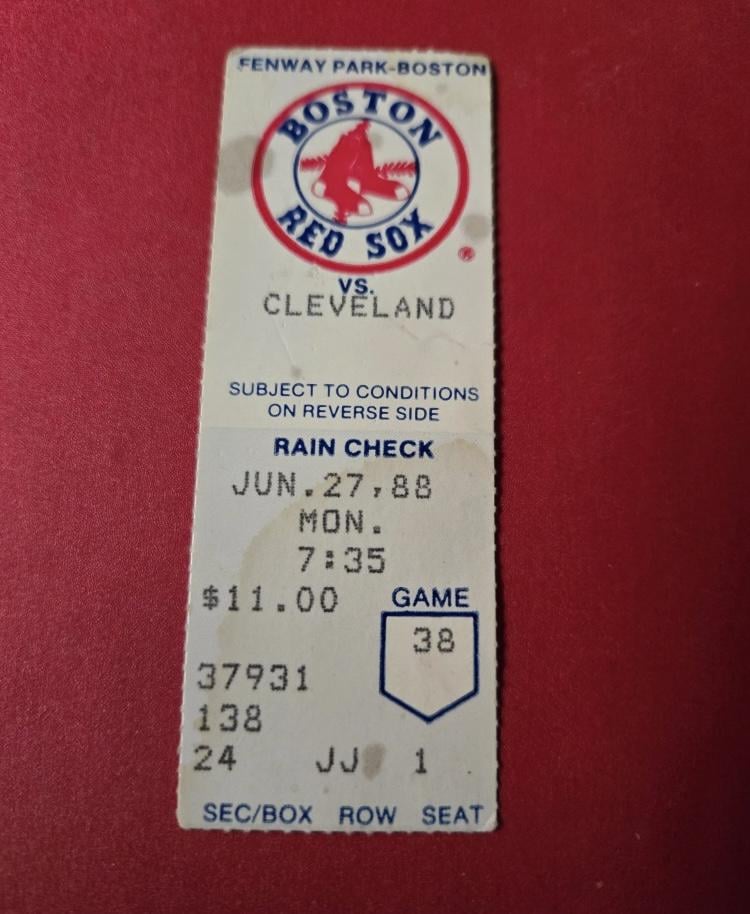 FENWAY PARK-BOSTON
BOSTON
RED SOX
®
VS.
CLEVELAND
SUBJECT TO CONDITIONS
ON REVERSE SIDE
RAIN CHECK
JUN.27,88
MON.
7:35
$11.00 GAME
38
37931
138
24 JJ 1
SEC/BOX ROW SEAT